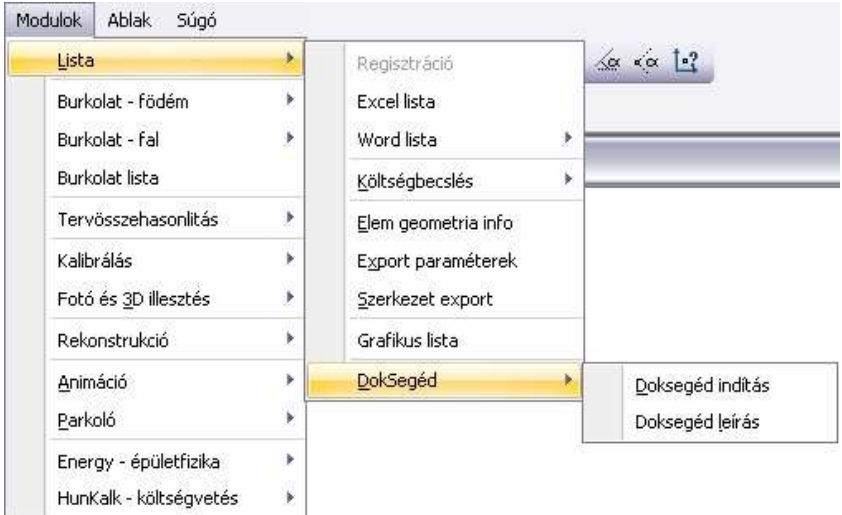 Modulok Ablak Súgó
Lista
Burkolat - födém
Burkolat - fal
Burkolat lista
Tervösszehasonlitás
Kalibrálás
Fotó és 3D illesztés
Rekonstrukció
Animáció
Parkoló
Energy - épületfizika
HunKalk - költségvetés
Regisztráció
Excel lista
Word lista
Költségbecslés
Elem geometria info
Export paraméterek
Szerkezet export
Grafikus lista
DokSegéd
Doksegéd indítás
Doksegéd leírás
α α ?